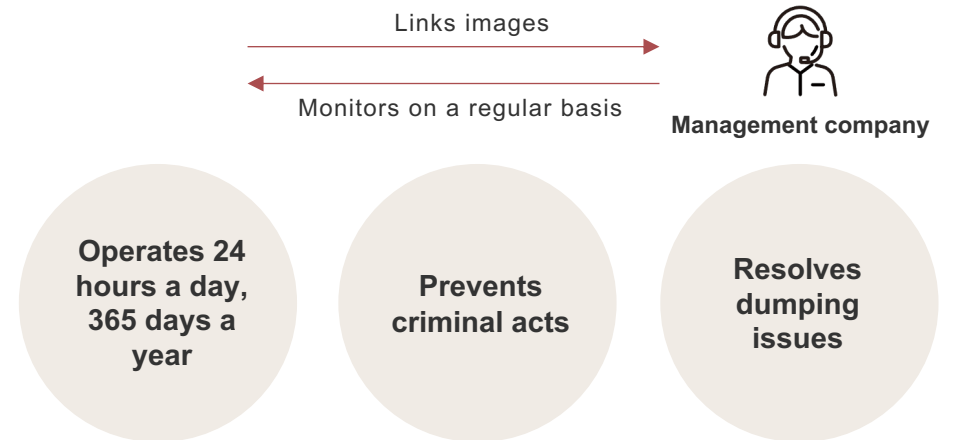 Links images
Monitors on a regular basis
Management company
Operates 24
hours a day,
365 days a
year
Prevents
criminal acts
Resolves
dumping
issues